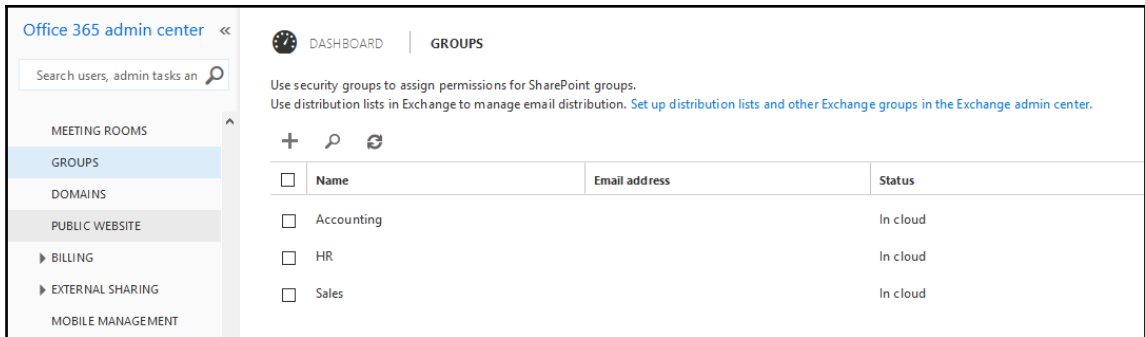 Office 365 admin center «
Search users, admin tasks an
MEETING ROOMS
GROUPS
DOMAINS
PUBLIC WEBSITE
BILLING
EXTERNAL SHARING
MOBILE MANAGEMENT
DASHBOARD | GROUPS
Use security groups to assign permissions for SharePoint groups.
Use distribution lists in Exchange to manage email distribution. Set up distribution lists and other Exchange groups in the Exchange admin center.
Name Email address Status
Accounting In cloud
HR In cloud
Sales In cloud